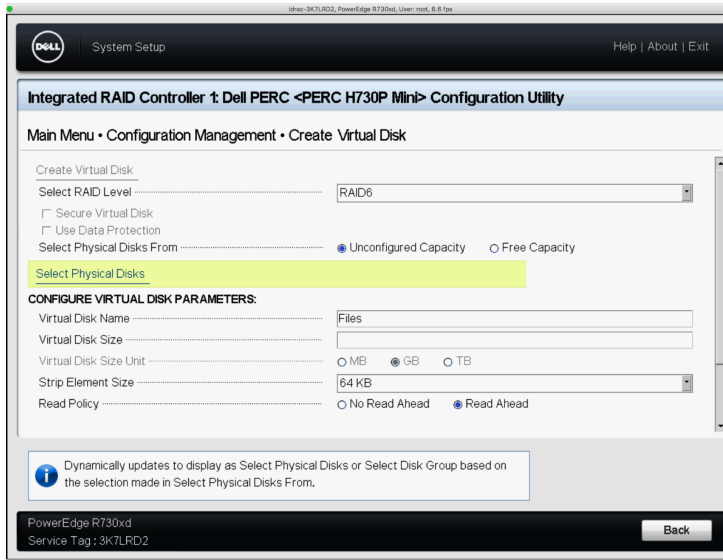 idrac-3K7LRD2, PowerEdge R730xd, User: root, 6.6 fps
DELL System Setup Help | About | Exit
Integrated RAID Controller 1: Dell PERC <PERC H730P Mini> Configuration Utility
Main Menu • Configuration Management • Create Virtual Disk
Create Virtual Disk
Select RAID Level RAID6
Secure Virtual Disk
Use Data Protection
Select Physical Disks From Unconfigured Capacity Free Capacity
Select Physical Disks
CONFIGURE VIRTUAL DISK PARAMETERS:
Virtual Disk Name Files
Virtual Disk Size
Virtual Disk Size Unit MB GB TB
Strip Element Size 64 KB
Read Policy No Read Ahead Read Ahead
Dynamically updates to display as Select Physical Disks or Select Disk Group based on
the selection made in Select Physical Disks From.
PowerEdge R730xd
Service Tag : 3K7LRD2 Back